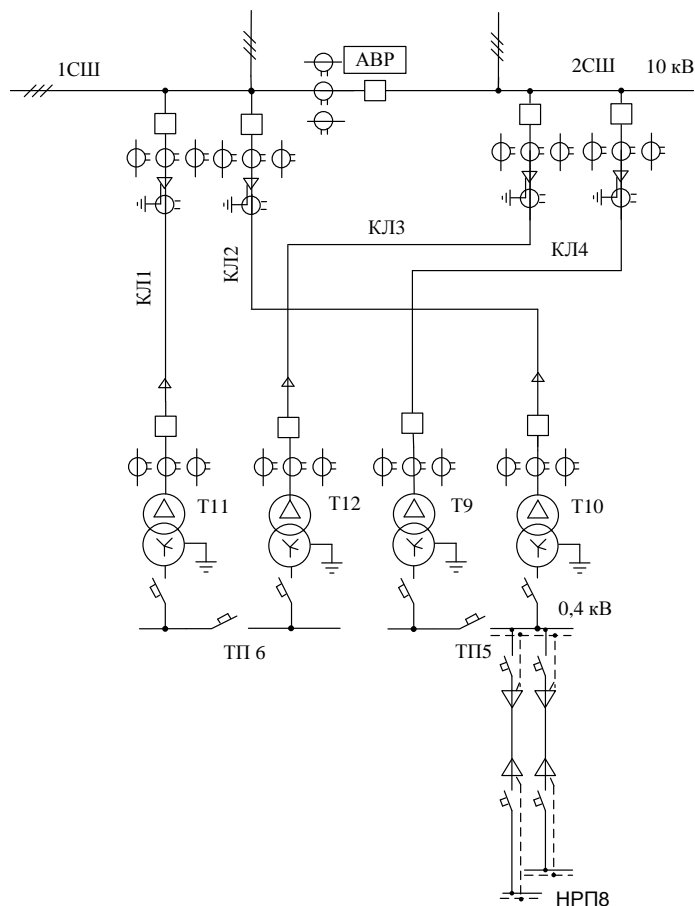 АВР
1СШ
2СШ
10 кВ
КЛ3
КЛ4
КЛ1
КЛ2
Т11
Т12
Т9
Т10
0,4 кВ
ТП 6
ТП5
НРП8